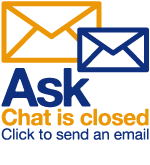 Ask
Chat is closed
Click to send an email